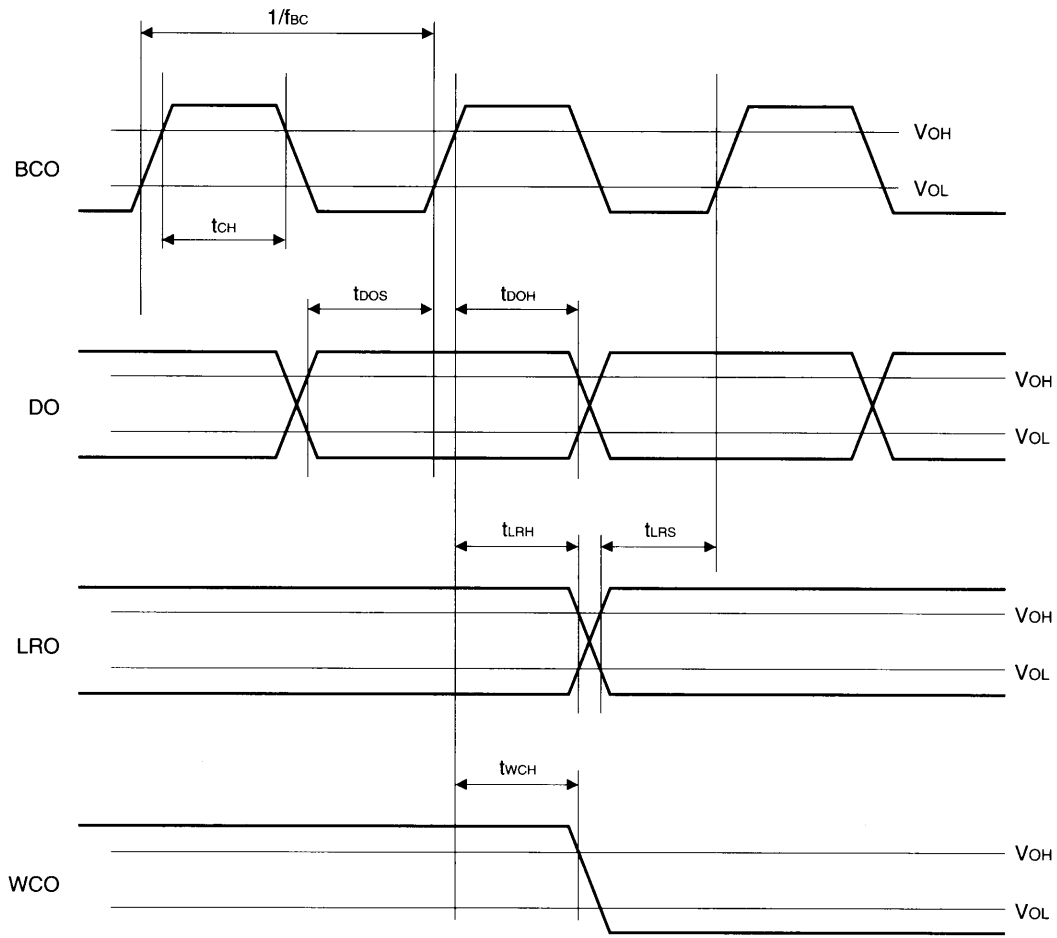 1/fBC
BCO
VOH
VOL
tCH
tDOS
tDOH
DO
VOH
VOL
tLRH
tLRS
LRO
VOH
VOL
tWCH
WCO
VOH
VOL